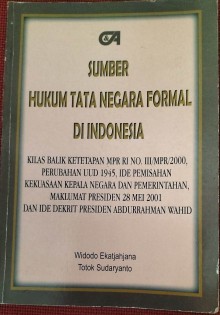 C&A
SUMBER
HUKUM TATA NEGARA FORMAL
DI INDONESIA
KILAS BALIK KETETAPAN MPR RI NO. III/MPR/2000,
PERUBAHAN UUD 1945, IDE PEMISAHAN
KEKUASAAN KEPALA NEGARA DAN PEMERINTAHAN,
MAKLUMAT PRESIDEN 28 MEI 2001
DAN IDE DEKRIT PRESIDEN ABDURRAHMAN WAHID
Widodo Ekatjahjana
Totok Sudaryanto